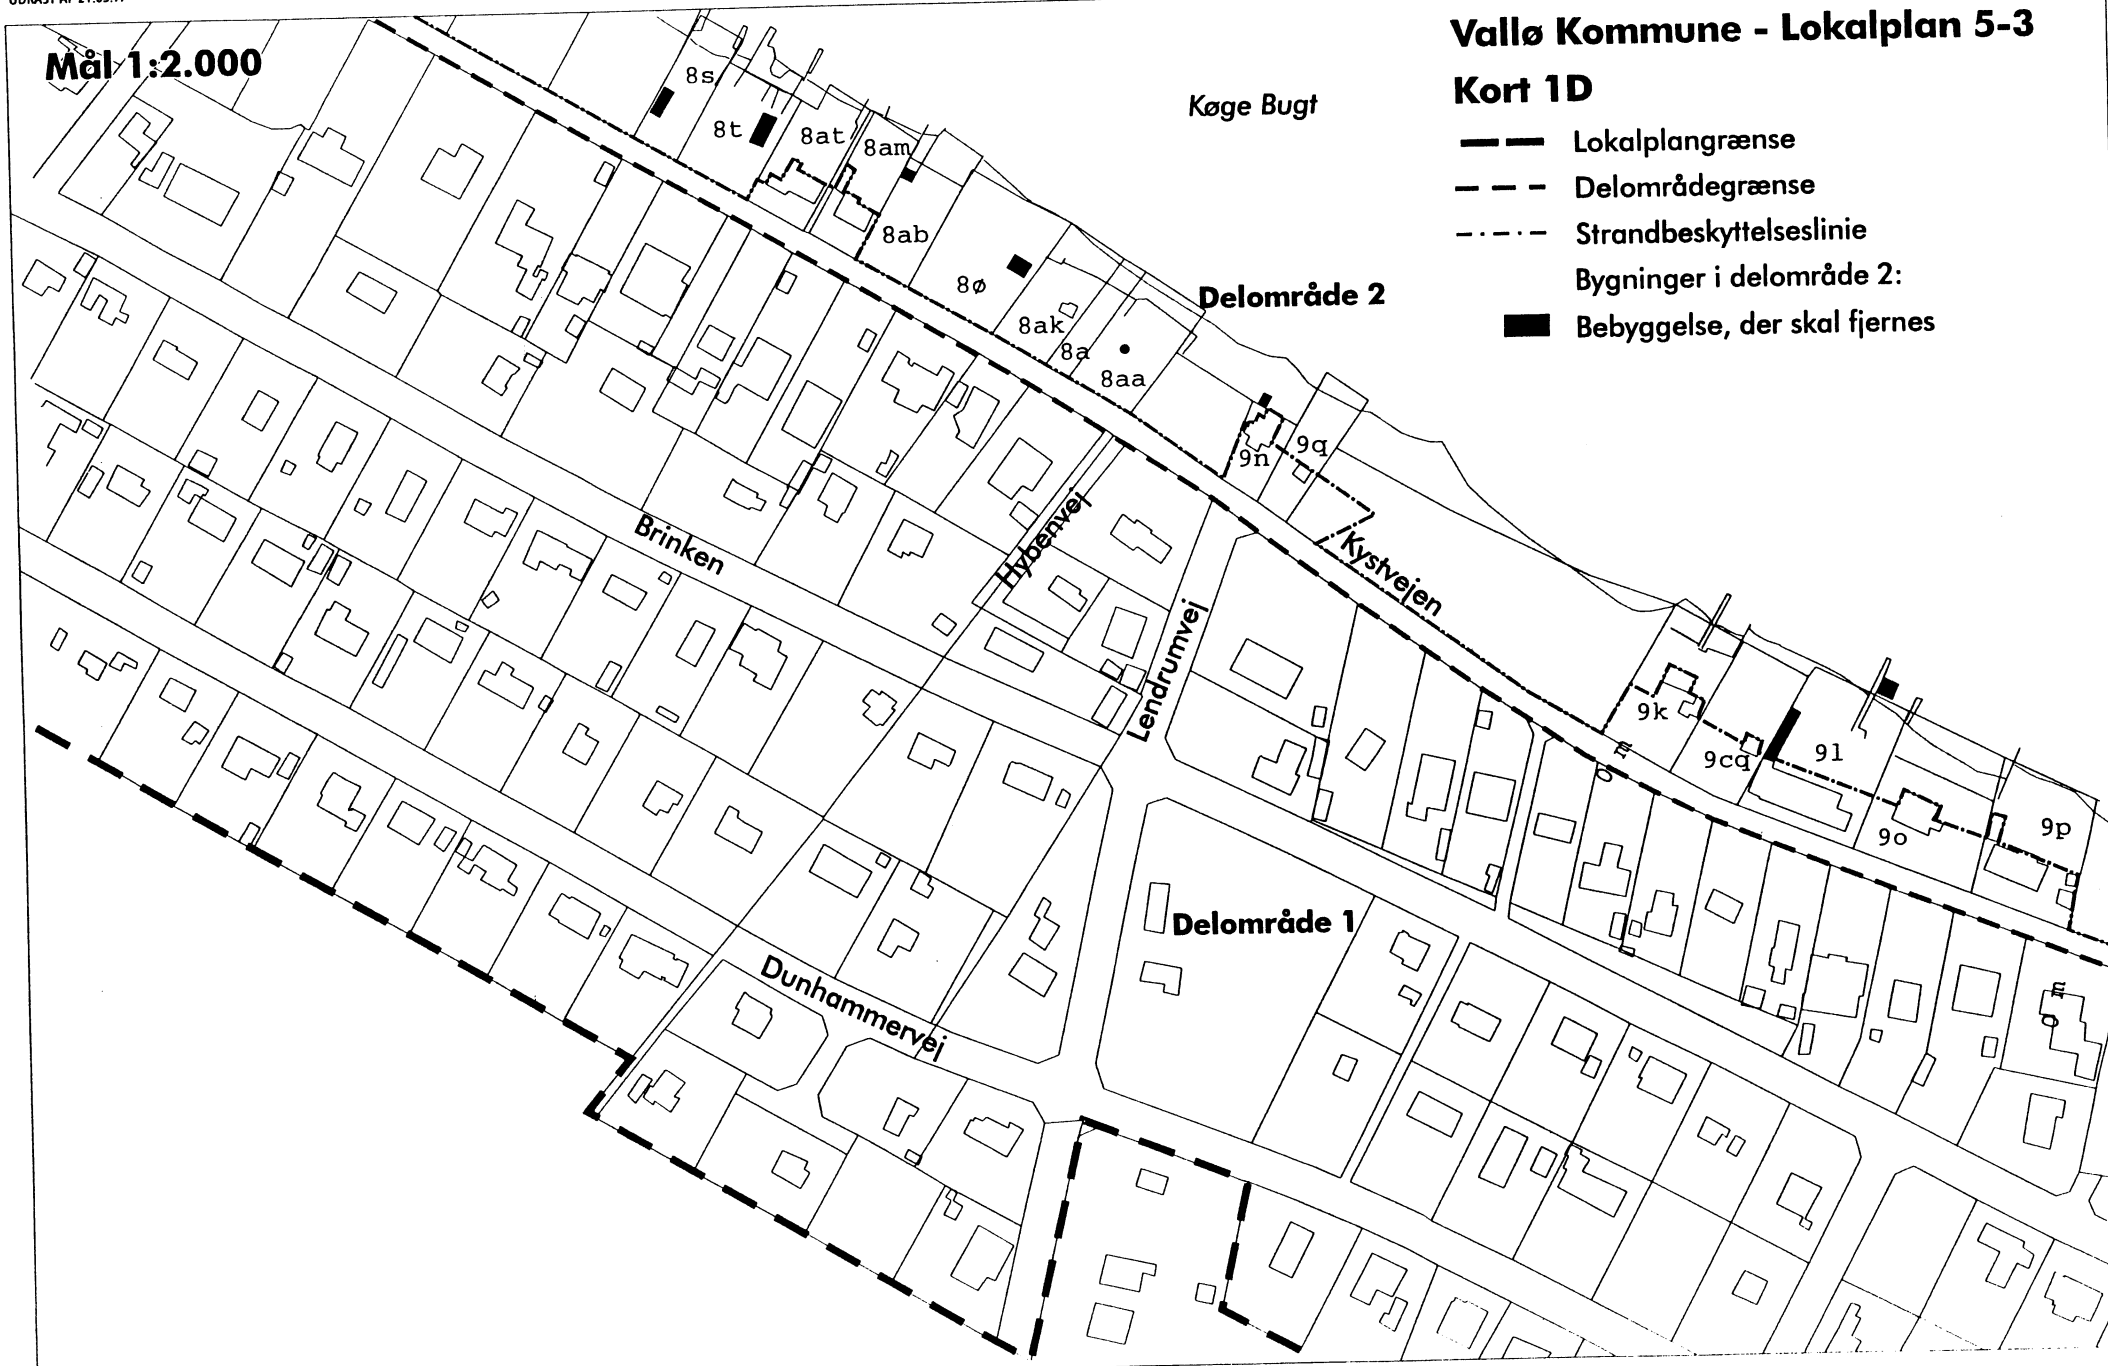 Mål 1:2.000
Vallø Kommune - Lokalplan 5-3
Kort 1D
Køge Bugt
Lokalplangrænse
Delområdegrænse
Strandbeskyttelseslinie
Bygninger i delområde 2:
Bebyggelse, der skal fjernes
8s
8t
8at
8am
8ab
8ø
8ak
8a
8aa
Delområde 2
9n
9q
Brinken
Hybenvej
Kystvejen
Lendrumvej
9k
9cq
9l
9o
9p
Delområde 1
Dunhammervej